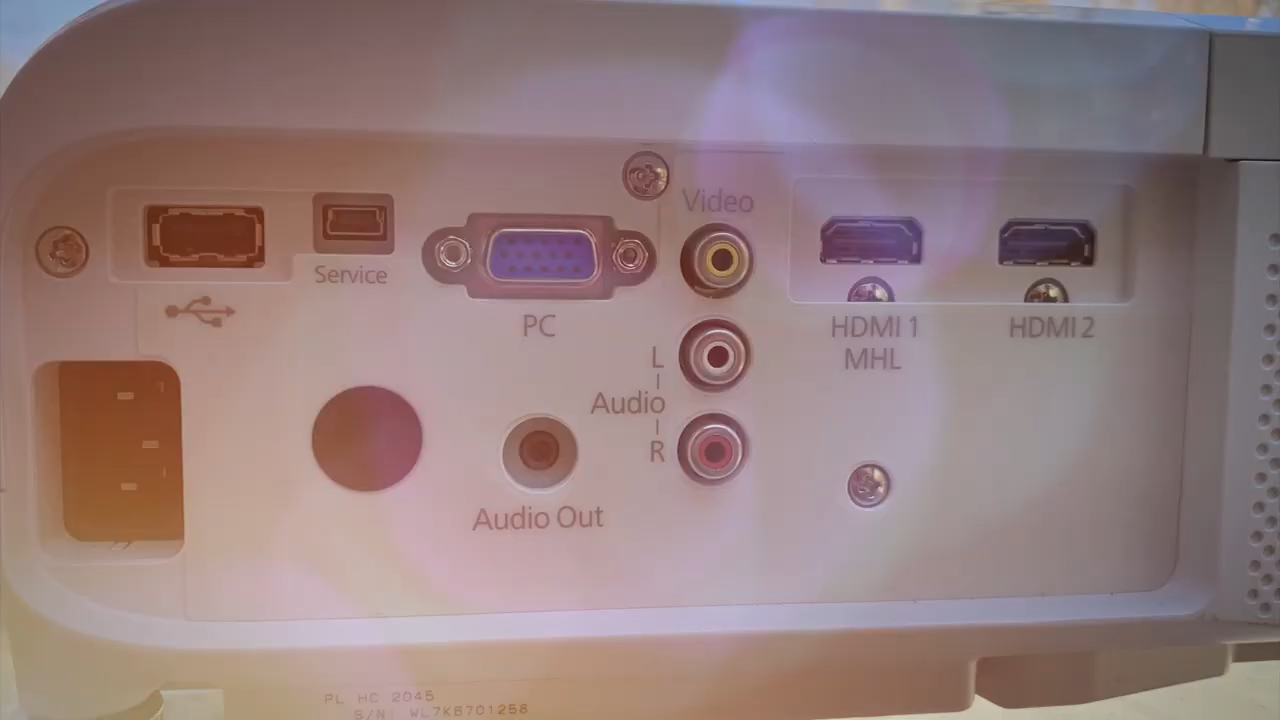 Video
Service
PC
HDMI 1
MHL
HDMI 2
L
Audio
R
Audio Out
PL HC 2045
S/N: WL7K6701258